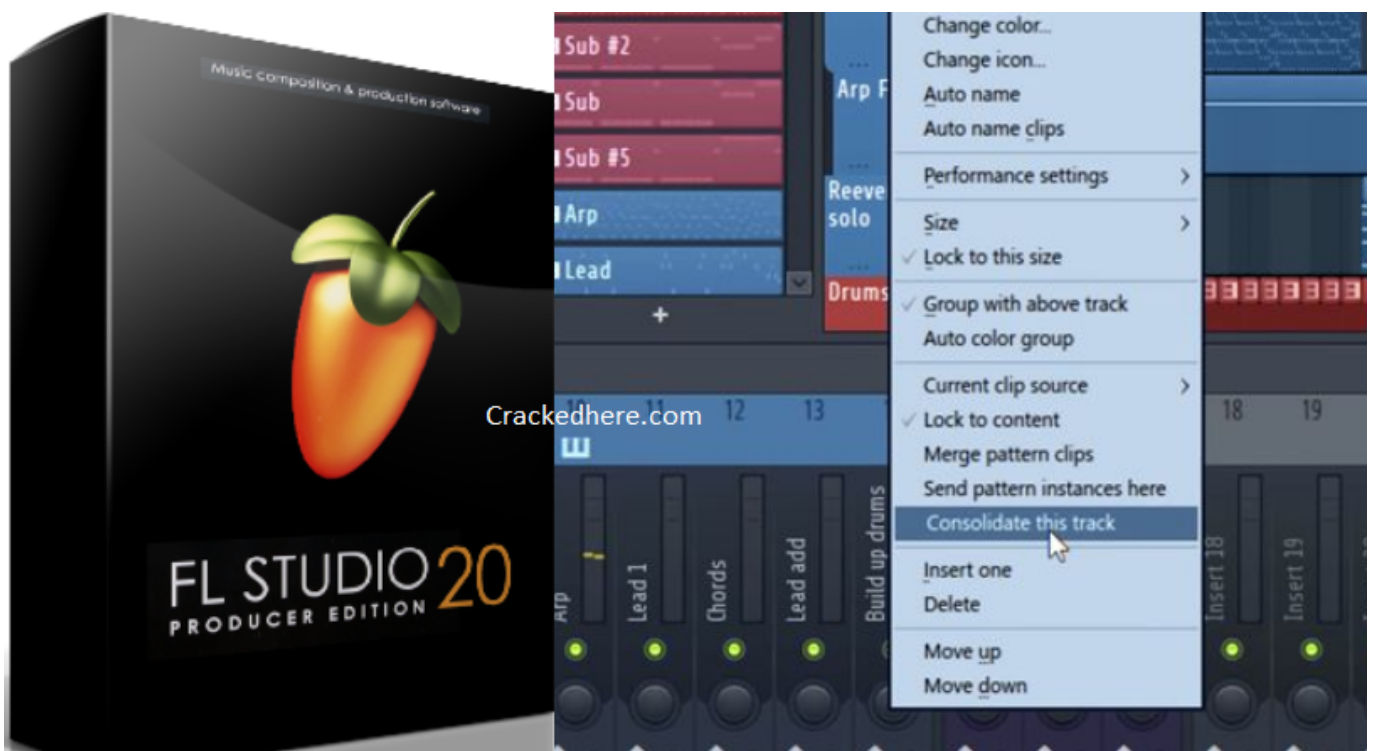 Music composition & production software
FL STUDIO 20
PRODUCER EDITION
Crackedhere.com
Sub #2
Sub
Sub #5
Arp
Lead
+
Arp F
Reeve
solo
Drums
Change color...
Change icon...
Auto name
Auto name clips
Performance settings
Size
Lock to this size
Group with above track
Auto color group
Current clip source
Lock to content
Merge pattern clips
Send pattern instances here
Consolidate this track
Insert one
Delete
Move up
Move down
10 11 12 13 18 19
Arp
Lead 1
Chords
Lead add
Build up drums
Insert 18
Insert 19